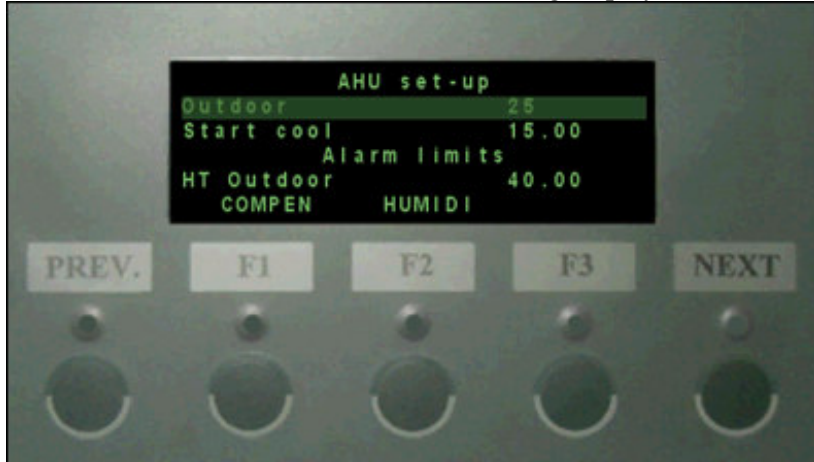 AHU set-up
Outdoor 25
Start cool 15.00
Alarm limits
HT Outdoor 40.00
COMPEN HUMIDI
PREV. F1 F2 F3 NEXT